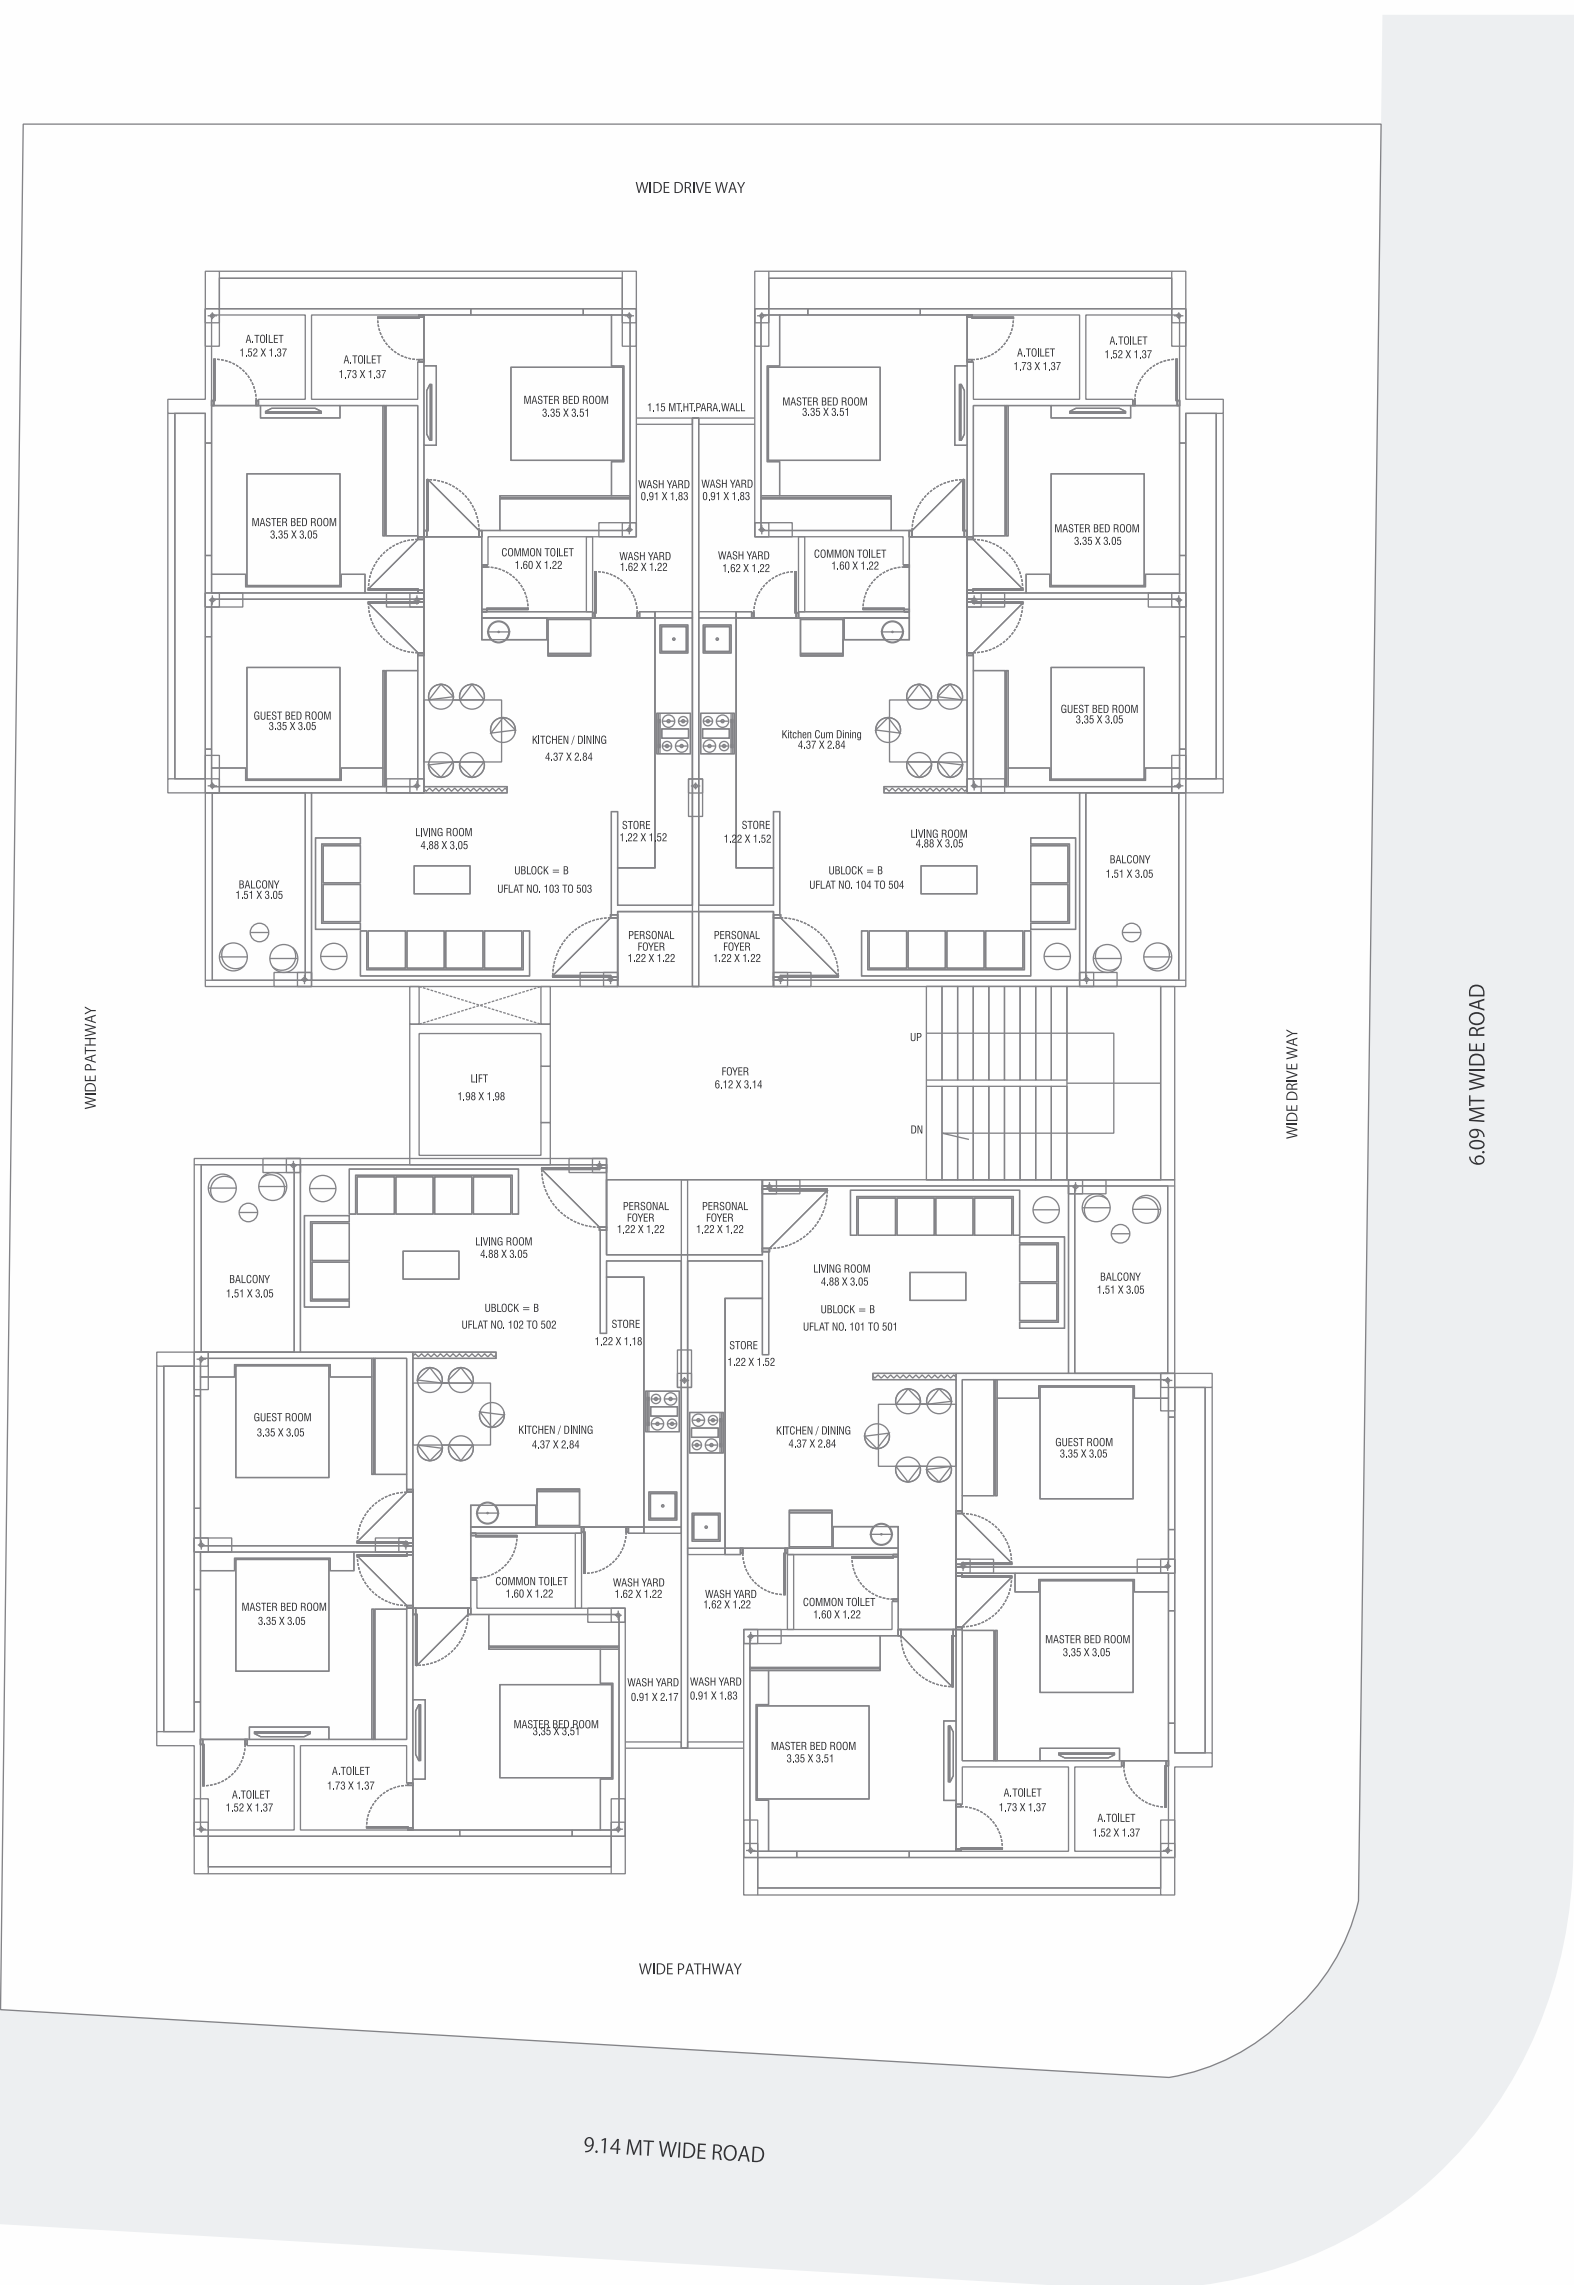 WIDE DRIVE WAY
A.TOILET
1.52 X 1.37
A.TOILET
1.73 X 1.37
MASTER BED ROOM
3.35 X 3.51
1.15 MT.HT.PARA.WALL
MASTER BED ROOM
3.35 X 3.51
A.TOILET
1.73 X 1.37
A.TOILET
1.52 X 1.37
MASTER BED ROOM
3.35 X 3.05
WASH YARD
0.91 X 1.83
WASH YARD
0.91 X 1.83
MASTER BED ROOM
3.35 X 3.05
COMMON TOILET
1.60 X 1.22
WASH YARD
1.62 X 1.22
WASH YARD
1.62 X 1.22
COMMON TOILET
1.60 X 1.22
GUEST BED ROOM
3.35 X 3.05
KITCHEN / DINING
4.37 X 2.84
Kitchen Cum Dining
4.37 X 2.84
GUEST BED ROOM
3.35 X 3.05
LIVING ROOM
4.88 X 3.05
STORE
1.22 X 1.52
STORE
1.22 X 1.52
LIVING ROOM
4.88 X 3.05
BALCONY
1.51 X 3.05
UBLOCK = B
UFLAT NO. 103 TO 503
UBLOCK = B
UFLAT NO. 104 TO 504
BALCONY
1.51 X 3.05
PERSONAL
FOYER
1.22 X 1.22
PERSONAL
FOYER
1.22 X 1.22
WIDE PATHWAY
LIFT
1.98 X 1.98
FOYER
6.12 X 3.14
UP
DN
WIDE DRIVE WAY
6.09 MT WIDE ROAD
PERSONAL
FOYER
1.22 X 1.22
PERSONAL
FOYER
1.22 X 1.22
BALCONY
1.51 X 3.05
LIVING ROOM
4.88 X 3.05
LIVING ROOM
4.88 X 3.05
BALCONY
1.51 X 3.05
UBLOCK = B
UFLAT NO. 102 TO 502
STORE
1.22 X 1.18
UBLOCK = B
UFLAT NO. 101 TO 501
STORE
1.22 X 1.52
GUEST ROOM
3.35 X 3.05
KITCHEN / DINING
4.37 X 2.84
KITCHEN / DINING
4.37 X 2.84
GUEST ROOM
3.35 X 3.05
COMMON TOILET
1.60 X 1.22
WASH YARD
1.62 X 1.22
WASH YARD
1.62 X 1.22
COMMON TOILET
1.60 X 1.22
MASTER BED ROOM
3.35 X 3.05
MASTER BED ROOM
3.35 X 3.05
WASH YARD
0.91 X 2.17
WASH YARD
0.91 X 1.83
MASTER BED ROOM
3.35 X 3.51
MASTER BED ROOM
3.35 X 3.51
A.TOILET
1.52 X 1.37
A.TOILET
1.73 X 1.37
A.TOILET
1.73 X 1.37
A.TOILET
1.52 X 1.37
WIDE PATHWAY
9.14 MT WIDE ROAD